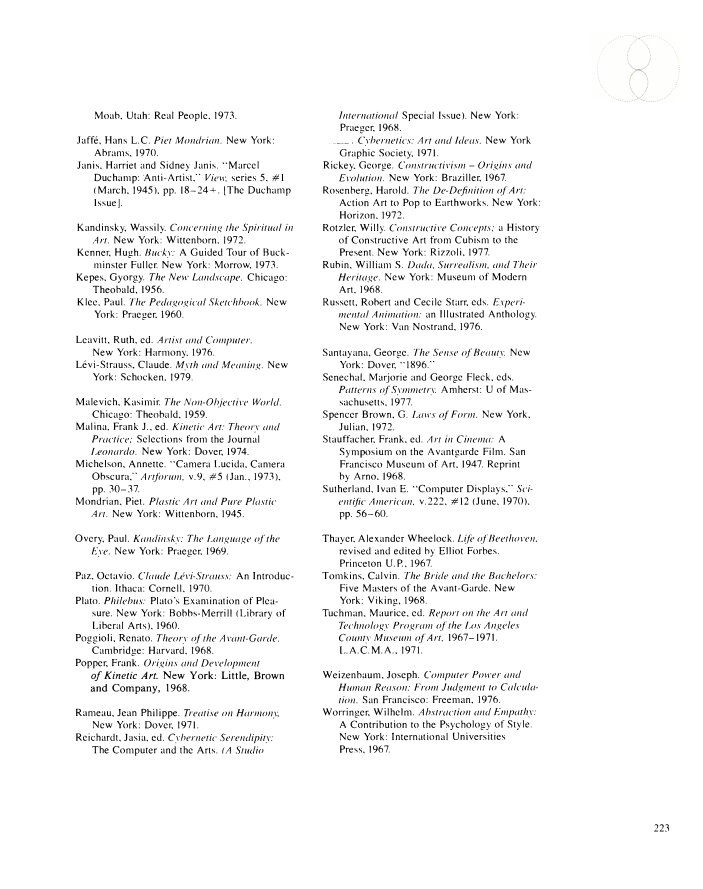 Moab, Utah: Real People, 1973.
Jaffé, Hans L.C. Piet Mondrian. New York:
Abrams, 1970.
Janis, Harriet and Sidney Janis. "Marcel
Duchamp: Anti-Artist," View, series 5, #1
(March, 1945), pp. 18–24+. [The Duchamp
Issue].
Kandinsky, Wassily. Concerning the Spiritual in
Art. New York: Wittenborn, 1972.
Kenner, Hugh. Bucky: A Guided Tour of Buck-
minster Fuller. New York: Morrow, 1973.
Kepes, Gyorgy. The New Landscape. Chicago:
Theobald, 1956.
Klee, Paul. The Pedagogical Sketchbook. New
York: Praeger, 1960.
Leavitt, Ruth, ed. Artist and Computer.
New York: Harmony, 1976.
Lévi-Strauss, Claude. Myth and Meaning. New
York: Schocken, 1979.
Malevich, Kasimir. The Non-Objective World.
Chicago: Theobald, 1959.
Malina, Frank J., ed. Kinetic Art: Theory and
Practice; Selections from the Journal
Leonardo. New York: Dover, 1974.
Michelson, Annette. "Camera Lucida, Camera
Obscura," Artforum, v.9, #5 (Jan., 1973),
pp. 30–37.
Mondrian, Piet. Plastic Art and Pure Plastic
Art. New York: Wittenborn, 1945.
Overy, Paul. Kandinsky: The Language of the
Eye. New York: Praeger, 1969.
Paz, Octavio. Claude Lévi-Strauss: An Introduc-
tion. Ithaca: Cornell, 1970.
Plato. Philebus: Plato's Examination of Plea-
sure. New York: Bobbs-Merrill (Library of
Liberal Arts), 1960.
Poggioli, Renato. Theory of the Avant-Garde.
Cambridge: Harvard, 1968.
Popper, Frank. Origins and Development
of Kinetic Art. New York: Little, Brown
and Company, 1968.
Rameau, Jean Philippe. Treatise on Harmony,
New York: Dover, 1971.
Reichardt, Jasia, ed. Cybernetic Serendipity:
The Computer and the Arts. (A Studio
International Special Issue). New York:
Praeger, 1968.
____. Cybernetics: Art and Ideas. New York
Graphic Society, 1971.
Rickey, George. Constructivism – Origins and
Evolution. New York: Braziller, 1967.
Rosenberg, Harold. The De-Definition of Art:
Action Art to Pop to Earthworks. New York:
Horizon, 1972.
Rotzler, Willy. Constructive Concepts; a History
of Constructive Art from Cubism to the
Present. New York: Rizzoli, 1977.
Rubin, William S. Dada, Surrealism, and Their
Heritage. New York: Museum of Modern
Art, 1968.
Russett, Robert and Cecile Starr, eds. Experi-
mental Animation: an Illustrated Anthology.
New York: Van Nostrand, 1976.
Santayana, George. The Sense of Beauty. New
York: Dover, "1896."
Senechal, Marjorie and George Fleck, eds.
Patterns of Symmetry. Amherst: U of Mas-
sachusetts, 1977.
Spencer Brown, G. Laws of Form. New York,
Julian, 1972.
Stauffacher, Frank, ed. Art in Cinema: A
Symposium on the Avantgarde Film. San
Francisco Museum of Art, 1947. Reprint
by Arno, 1968.
Sutherland, Ivan E. "Computer Displays," Sci-
entific American, v.222, #12 (June, 1970),
pp. 56–60.
Thayer, Alexander Wheelock. Life of Beethoven,
revised and edited by Elliot Forbes.
Princeton U.P., 1967.
Tomkins, Calvin. The Bride and the Bachelors:
Five Masters of the Avant-Garde. New
York: Viking, 1968.
Tuchman, Maurice, ed. Report on the Art and
Technology Program of the Los Angeles
County Museum of Art, 1967–1971.
L.A.C.M.A., 1971.
Weizenbaum, Joseph. Computer Power and
Human Reason; From Judgment to Calcula-
tion. San Francisco: Freeman, 1976.
Worringer, Wilhelm. Abstraction and Empathy:
A Contribution to the Psychology of Style.
New York: International Universities
Press, 1967.
223